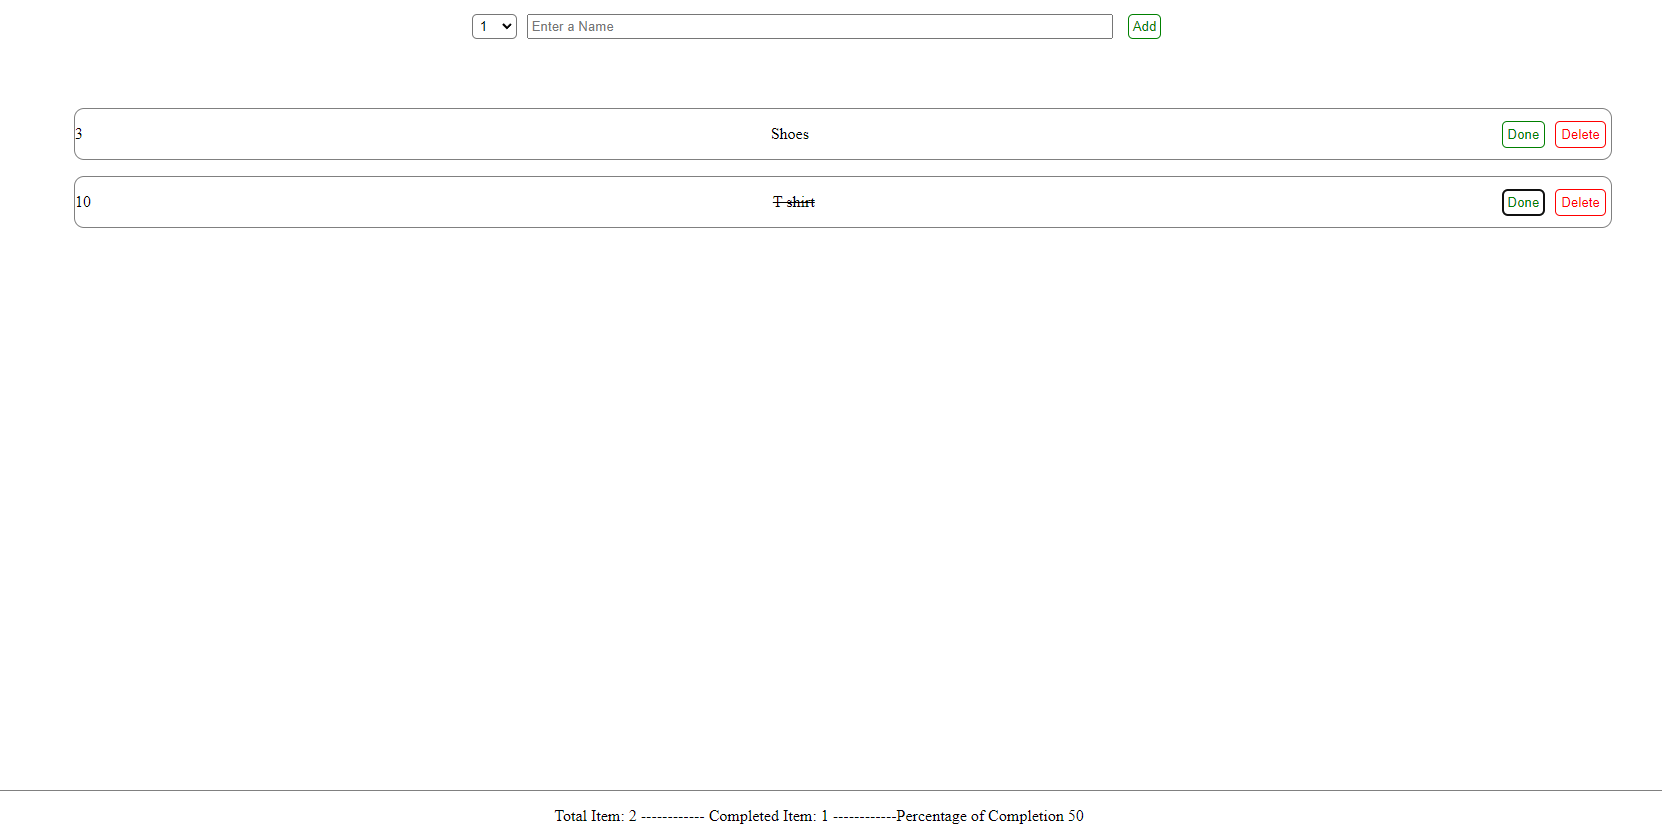 1 Enter a Name Add
3 Shoes Done Delete
10 T shirt Done Delete
Total Item: 2 ------------ Completed Item: 1 ------------Percentage of Completion 50